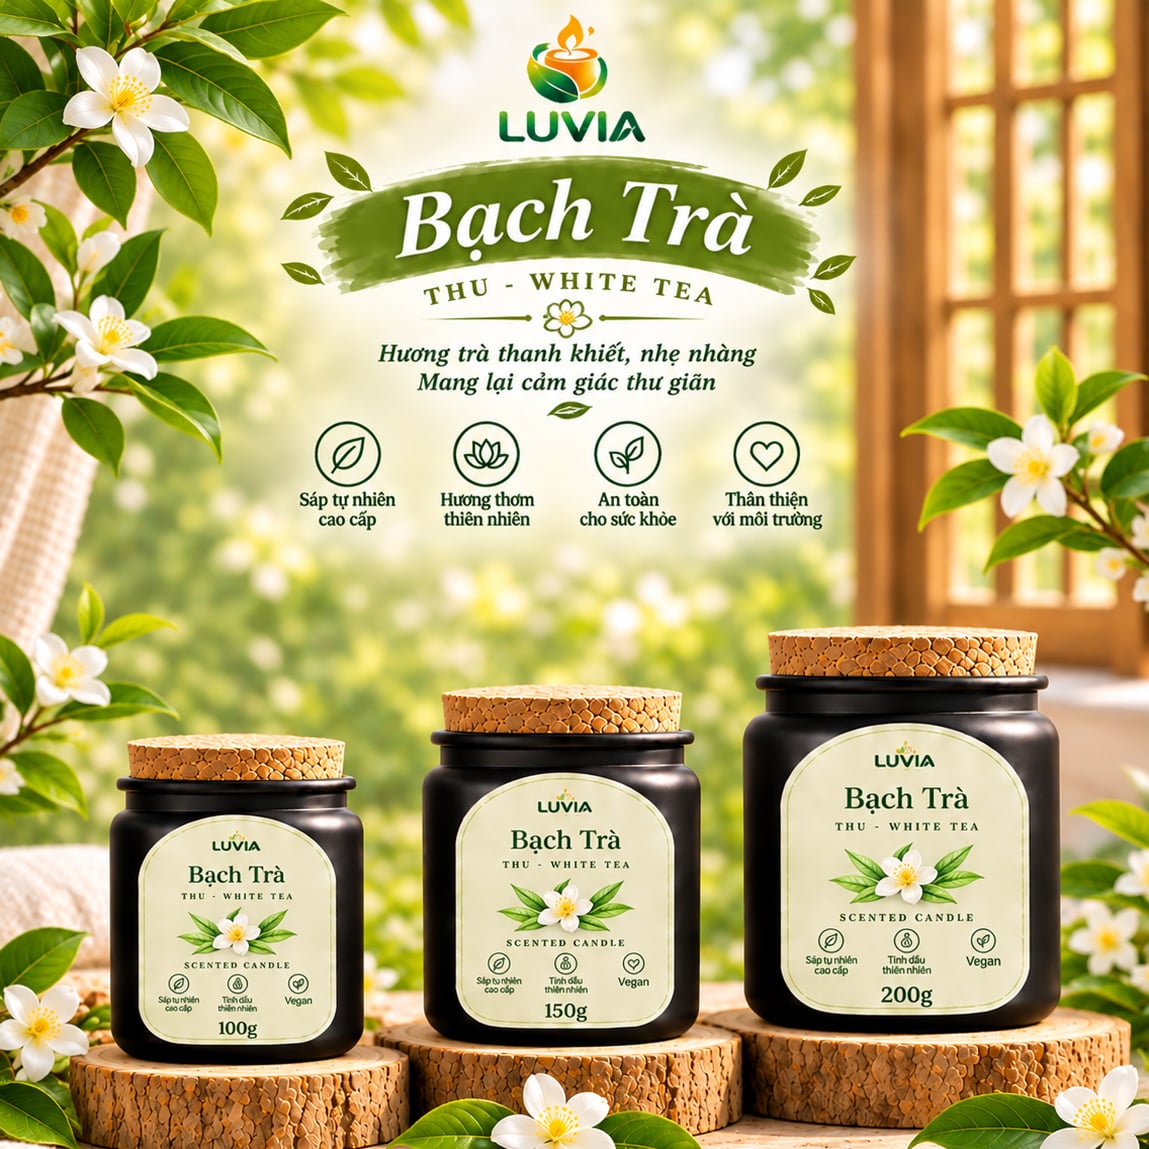 LUVIA
Bạch Trà
THU - WHITE TEA
Hương trà thanh khiết, nhẹ nhàng
Mang lại cảm giác thư giãn
Sáp tự nhiên
cao cấp
Hương thơm
thiên nhiên
An toàn
cho sức khỏe
Thân thiện
với môi trường
LUVIA
Bạch Trà
THU - WHITE TEA
SCENTED CANDLE
Sáp tự nhiên
cao cấp
Tinh dầu
thiên nhiên
Vegan
100g
LUVIA
Bạch Trà
THU - WHITE TEA
SCENTED CANDLE
Sáp tự nhiên
cao cấp
Tinh dầu
thiên nhiên
Vegan
150g
LUVIA
Bạch Trà
THU - WHITE TEA
SCENTED CANDLE
Sáp tự nhiên
cao cấp
Tinh dầu
thiên nhiên
Vegan
200g